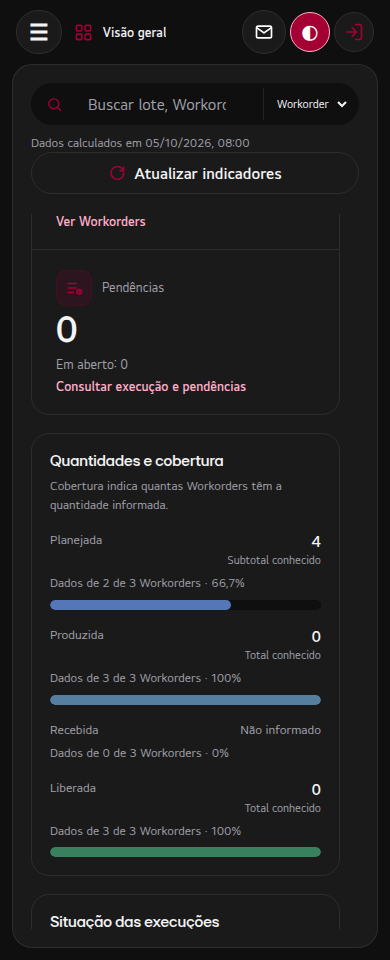 Visão geral
Buscar lote, Workor
Workorder
Dados calculados em 05/10/2026, 08:00
Atualizar indicadores
Ver Workorders
Pendências
0
Em aberto: 0
Consultar execução e pendências
Quantidades e cobertura
Cobertura indica quantas Workorders têm a
quantidade informada.
Planejada 4
Subtotal conhecido
Dados de 2 de 3 Workorders · 66,7%
Produzida 0
Total conhecido
Dados de 3 de 3 Workorders · 100%
Recebida Não informado
Dados de 0 de 3 Workorders · 0%
Liberada 0
Total conhecido
Dados de 3 de 3 Workorders · 100%
Situação das execuções